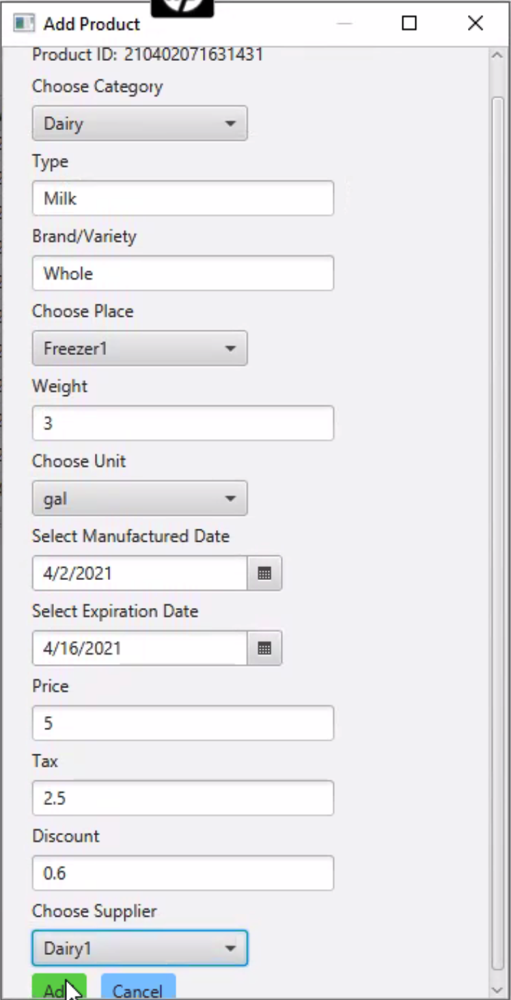 Add Product
Product ID: 210402071631431
Choose Category
Dairy
Type
Milk
Brand/Variety
Whole
Choose Place
Freezer1
Weight
3
Choose Unit
gal
Select Manufactured Date
4/2/2021
Select Expiration Date
4/16/2021
Price
5
Tax
2.5
Discount
0.6
Choose Supplier
Dairy1
Add Cancel